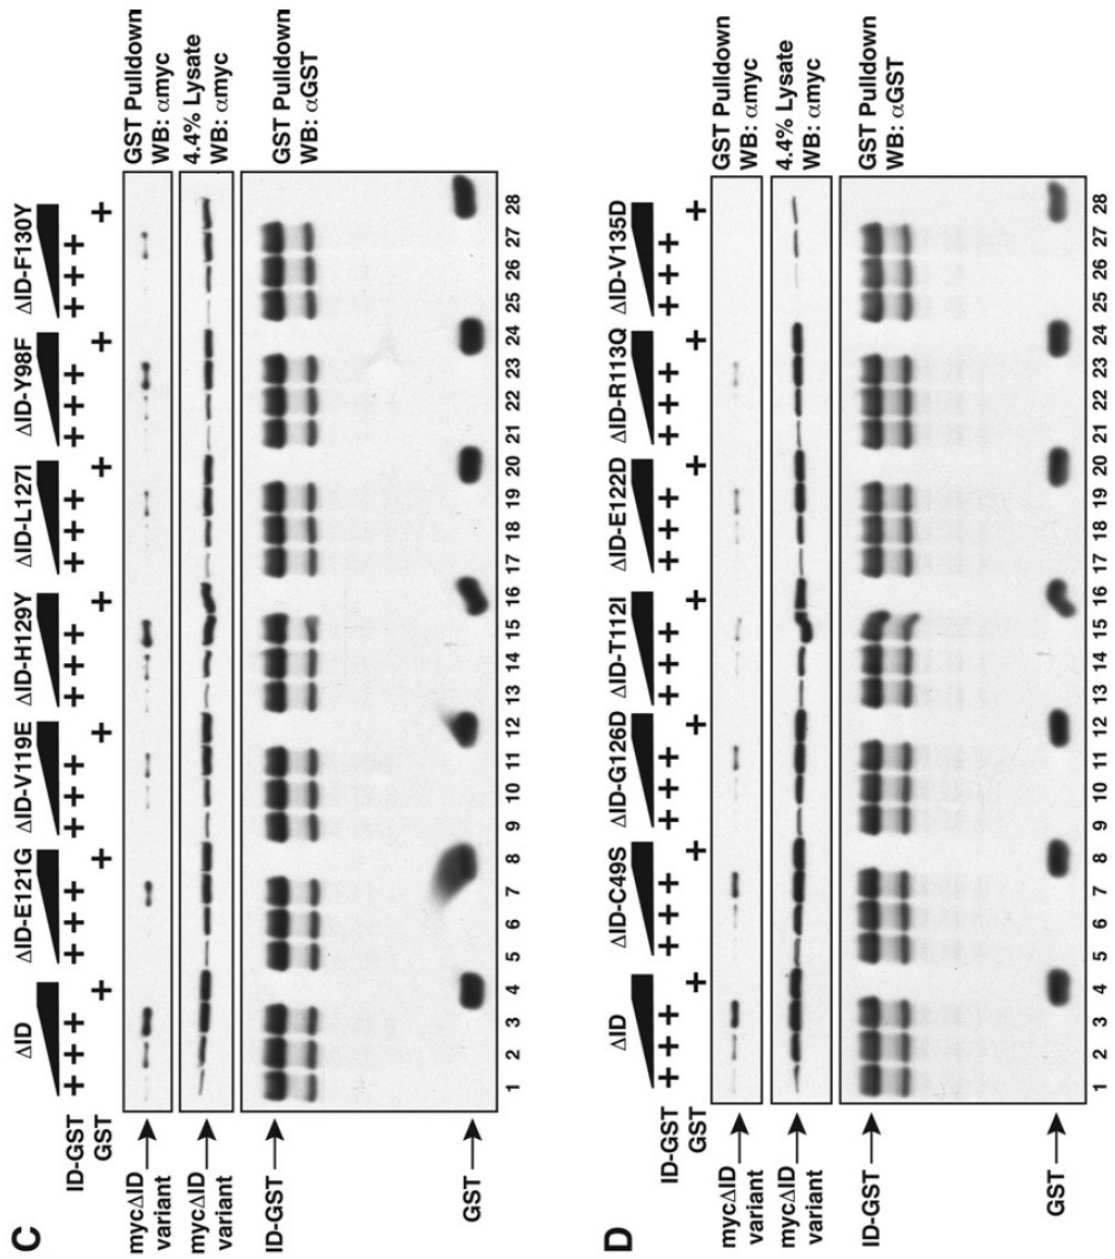 C
ΔID ΔID-E121G ΔID-V119E ΔID-H129Y ΔID-L127I ΔID-Y98F ΔID-F130Y
ID-GST + + + + + + + + + + + + + + + + + + + + +
GST + + + + + + +
mycΔID
variant
GST Pulldown
WB: αmyc
mycΔID
variant
4.4% Lysate
WB: αmyc
ID-GST
GST Pulldown
WB: αGST
GST
1 2 3 4 5 6 7 8 9 10 11 12 13 14 15 16 17 18 19 20 21 22 23 24 25 26 27 28
D
ΔID ΔID-C49S ΔID-G126D ΔID-T112I ΔID-E122D ΔID-R113Q ΔID-V135D
ID-GST + + + + + + + + + + + + + + + + + + + + +
GST + + + + + + +
mycΔID
variant
GST Pulldown
WB: αmyc
mycΔID
variant
4.4% Lysate
WB: αmyc
ID-GST
GST Pulldown
WB: αGST
GST
1 2 3 4 5 6 7 8 9 10 11 12 13 14 15 16 17 18 19 20 21 22 23 24 25 26 27 28